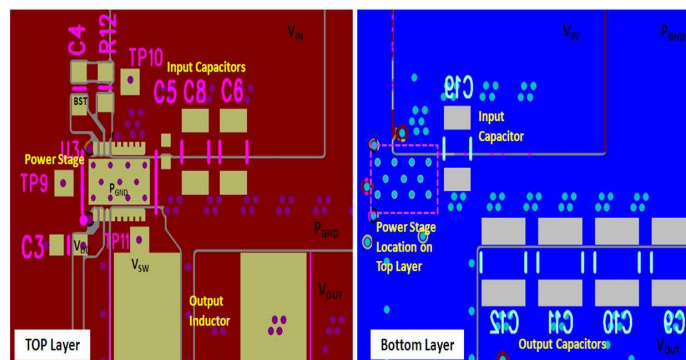 C4
R12
TP10
Input Capacitors
V_IN
C5 C8 C6
BST
U3
Power Stage
P_GND
TP9
C3
TP11
P_GND
V_SW
Output
Inductor
V_OUT
TOP Layer
V_IN
P_GND
C19
Input
Capacitor
Power Stage
Location on
Top Layer
C12 C11 C10 C9
Output Capacitors
V_OUT
Bottom Layer